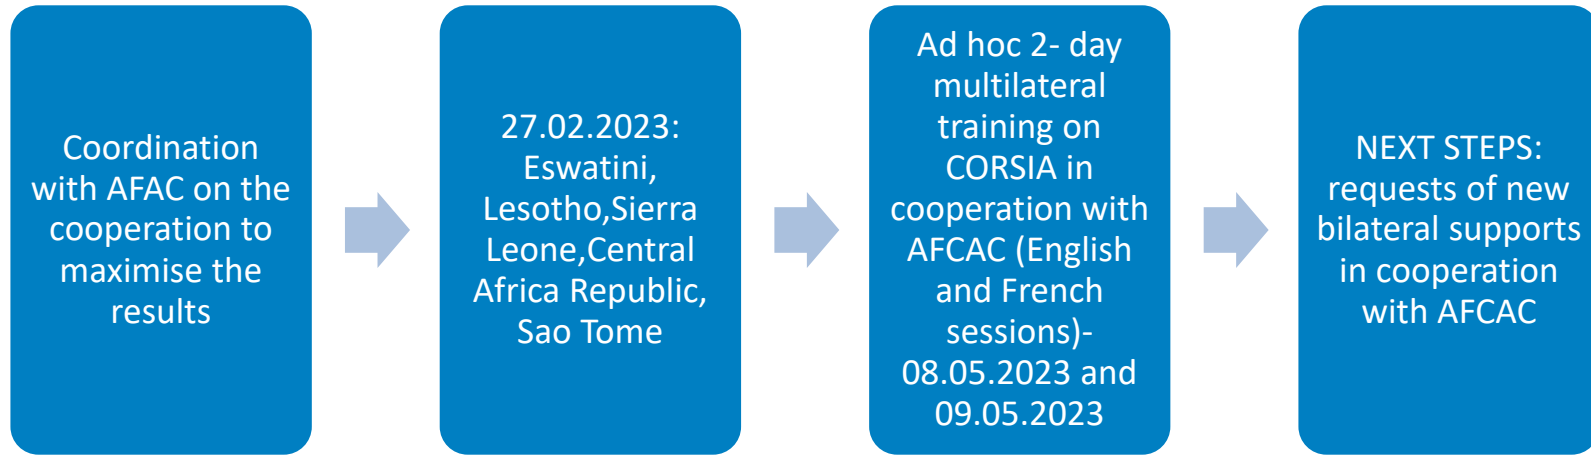 Coordination
with AFAC on the
cooperation to
maximise the
results
27.02.2023:
Eswatini,
Lesotho,Sierra
Leone,Central
Africa Republic,
Sao Tome
Ad hoc 2- day
multilateral
training on
CORSIA in
cooperation with
AFCAC (English
and French
sessions)-
08.05.2023 and
09.05.2023
NEXT STEPS:
requests of new
bilateral supports
in cooperation
with AFCAC